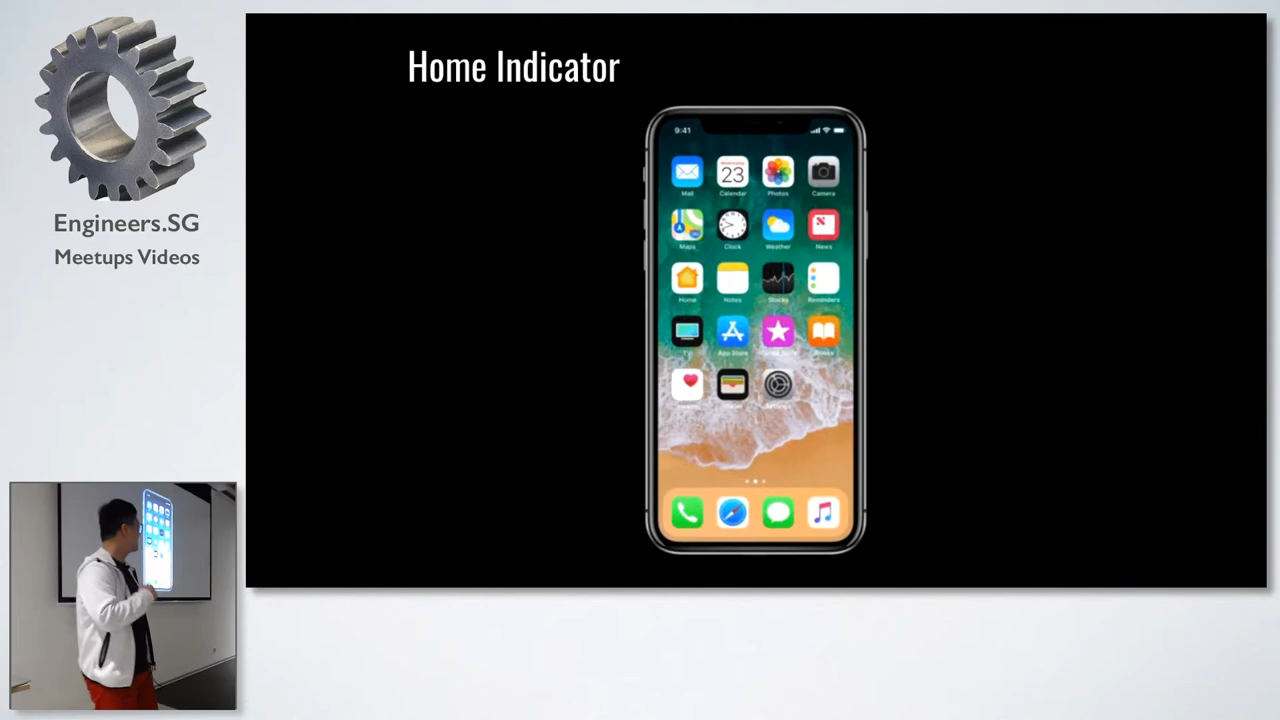 Engineers.SG
Meetups Videos
Home Indicator
9:41
Mail
Calendar
Photos
Camera
23
Maps
Clock
Weather
News
Home
Notes
Stocks
Reminders
App Store